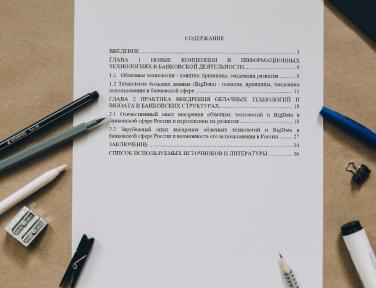 СОДЕРЖАНИЕ
ВВЕДЕНИЕ 3
ГЛАВА 1 НОВЫЕ КОНЦЕПЦИИ В ИНФОРМАЦИОННЫХ
ТЕХНОЛОГИЯХ В БАНКОВСКОЙ ДЕЯТЕЛЬНОСТИ 6
1.1 Облачные технологии - понятие, принципы, тенденции развития 6
1.2 Технологии больших данных (BigData) - понятие, принципы, тенденции
использования в банковской сфере 11
ГЛАВА 2 ПРАКТИКА ВНЕДРЕНИЯ ОБЛАЧНЫХ ТЕХНОЛОГИЙ И
BIGDATA В БАНКОВСКИХ СТРУКТУРАХ 18
2.1 Отечественный опыт внедрения облачных технологий и BigData в
банковской сфере России и перспективы их развития 18
2.2 Зарубежный опыт внедрения облачных технологий и BigData в
банковской сфере России и возможность его использования в России 27
ЗАКЛЮЧЕНИЕ 34
СПИСОК ИСПОЛЬЗУЕМЫХ ИСТОЧНИКОВ И ЛИТЕРАТУРЫ 36